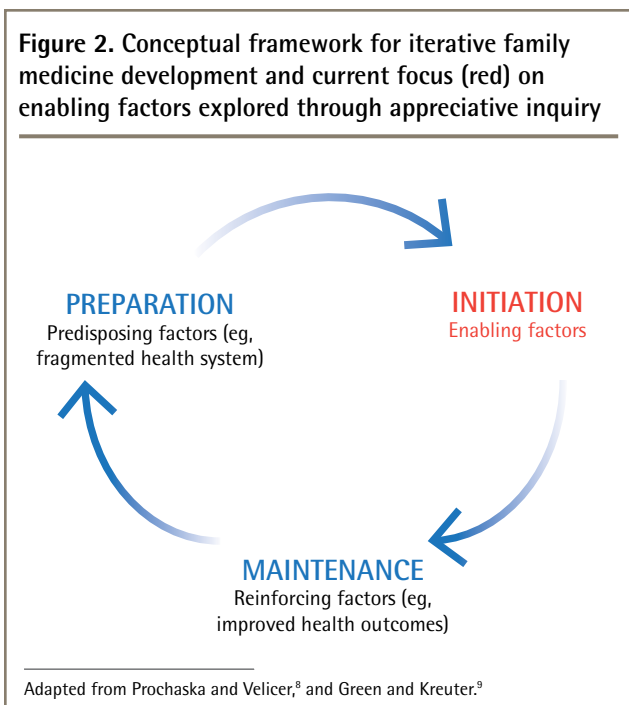 Figure 2. Conceptual framework for iterative family
medicine development and current focus (red) on
enabling factors explored through appreciative inquiry
PREPARATION
Predisposing factors (eg,
fragmented health system)
INITIATION
Enabling factors
MAINTENANCE
Reinforcing factors (eg,
improved health outcomes)
Adapted from Prochaska and Velicer,⁸ and Green and Kreuter.⁹